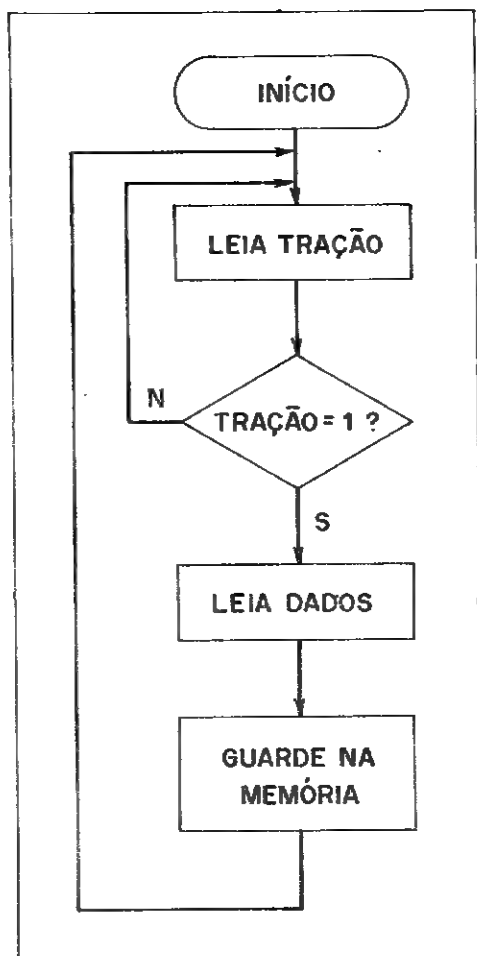 INÍCIO
LEIA TRAÇÃO
TRAÇÃO = 1 ?
N
S
LEIA DADOS
GUARDE NA
MEMÓRIA